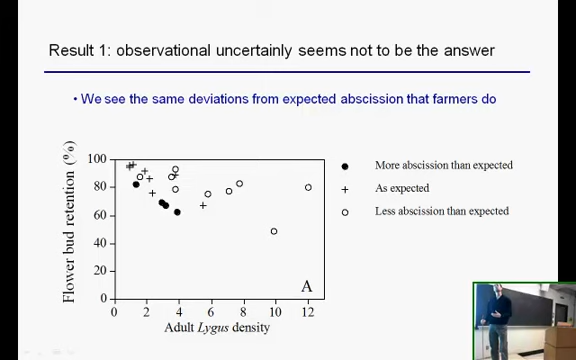 Result 1: observational uncertainly seems not to be the answer
• We see the same deviations from expected abscission that farmers do
Flower bud retention (%)
100
80
60
40
20
0
0 2 4 6 8 10 12
Adult Lygus density
A
More abscission than expected
As expected
Less abscission than expected